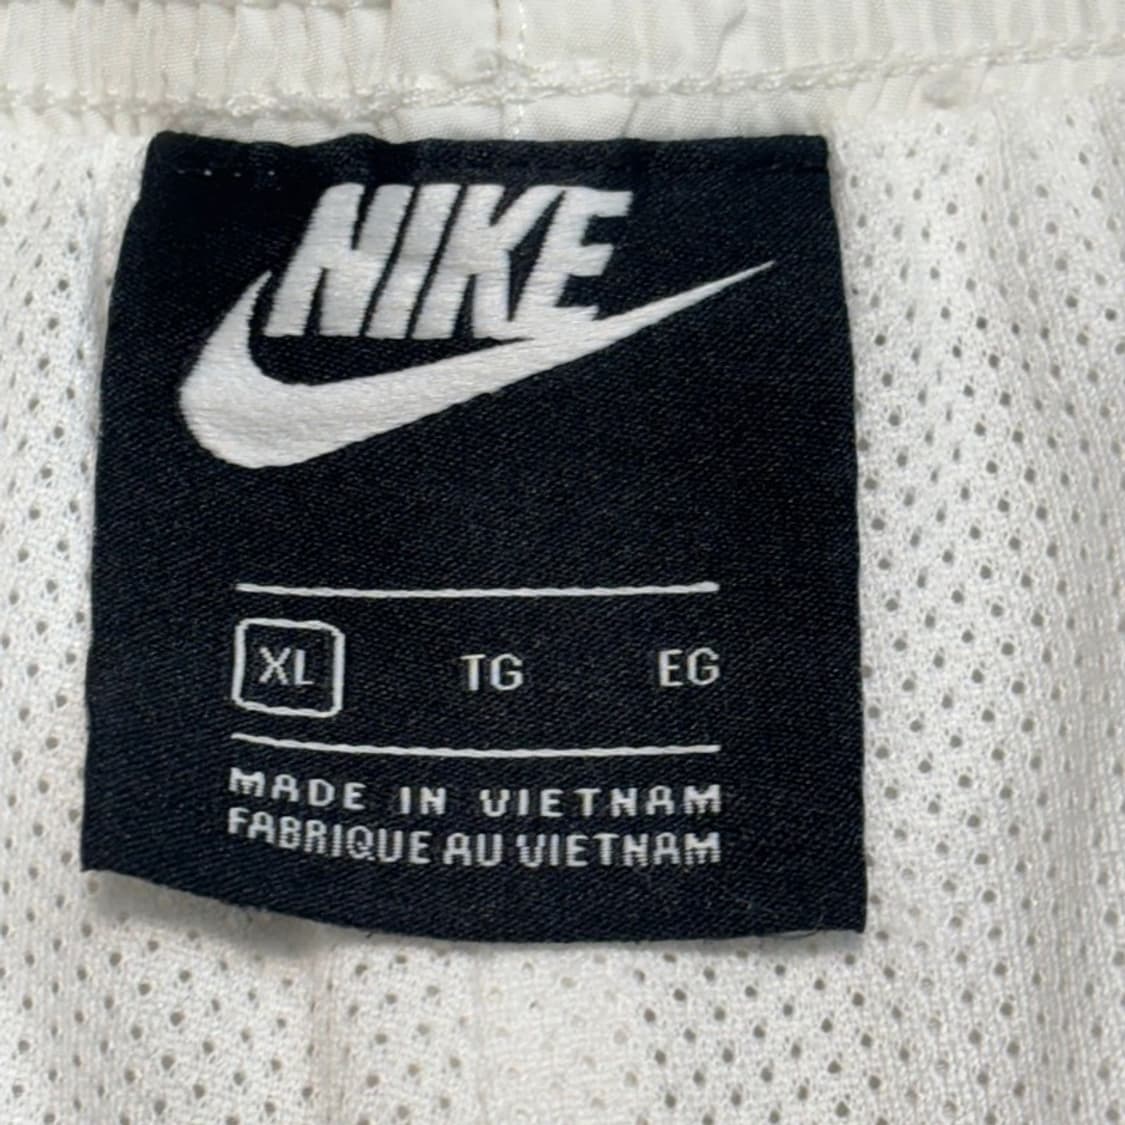 NIKE
XL TG EG
MADE IN VIETNAM
FABRIQUE AU VIETNAM